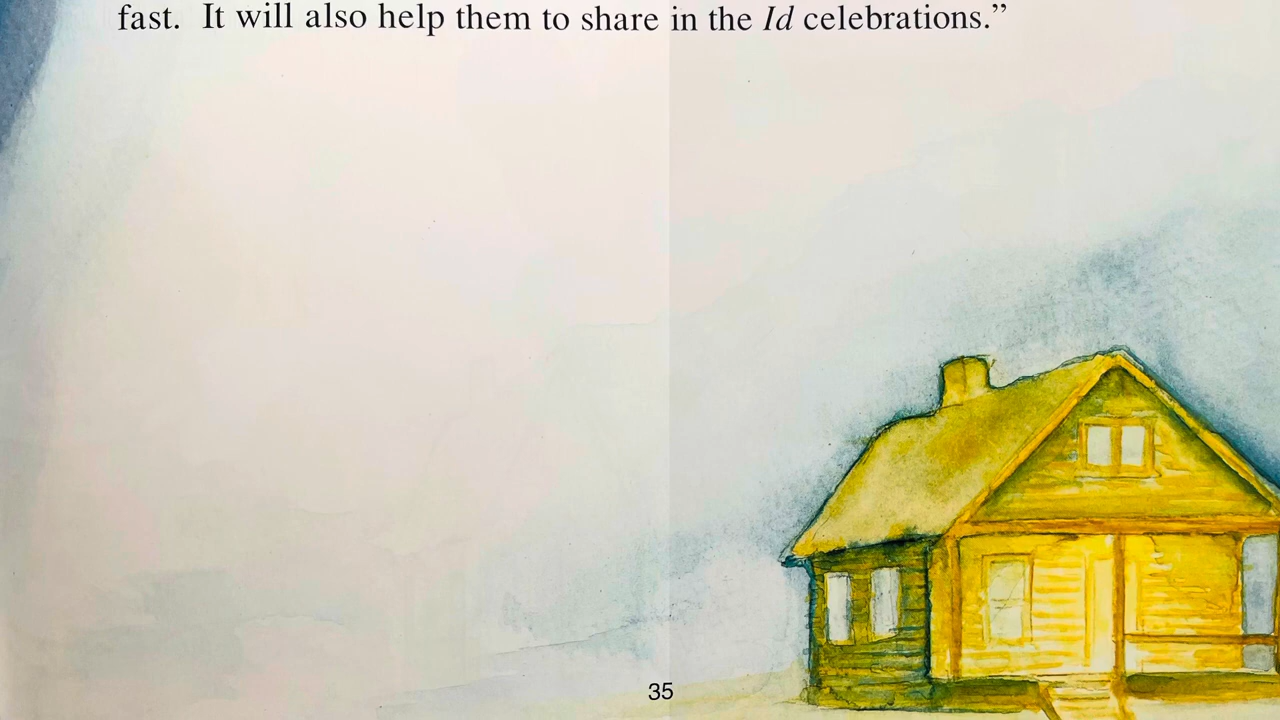 fast. It will also help them to share in the Id celebrations.”
35